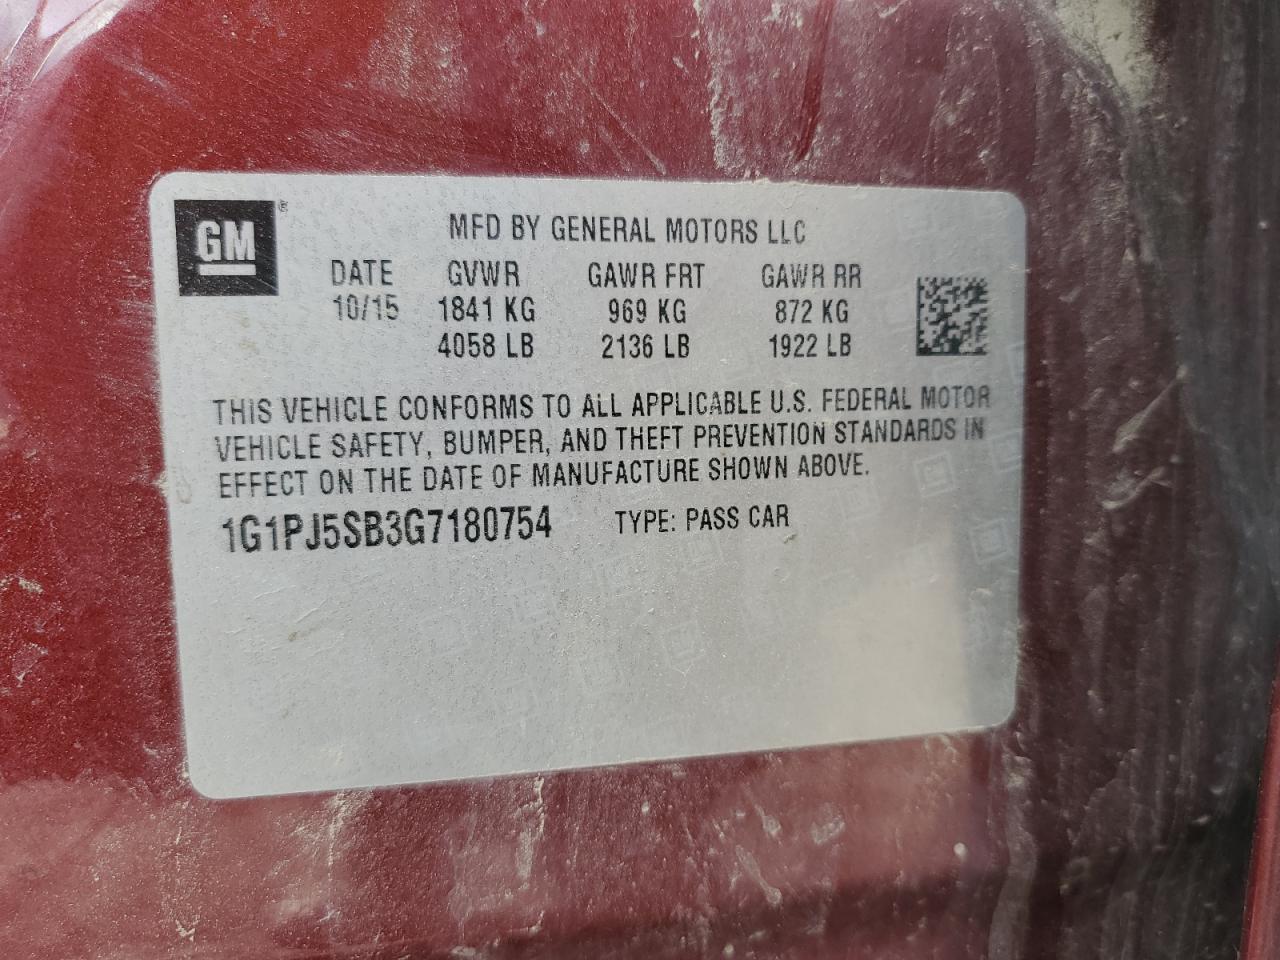 GM®
MFD BY GENERAL MOTORS LLC
DATE GVWR GAWR FRT GAWR RR
10/15 1841 KG 969 KG 872 KG
4058 LB 2136 LB 1922 LB
THIS VEHICLE CONFORMS TO ALL APPLICABLE U.S. FEDERAL MOTOR
VEHICLE SAFETY, BUMPER, AND THEFT PREVENTION STANDARDS IN
EFFECT ON THE DATE OF MANUFACTURE SHOWN ABOVE.
1G1PJ5SB3G7180754 TYPE: PASS CAR